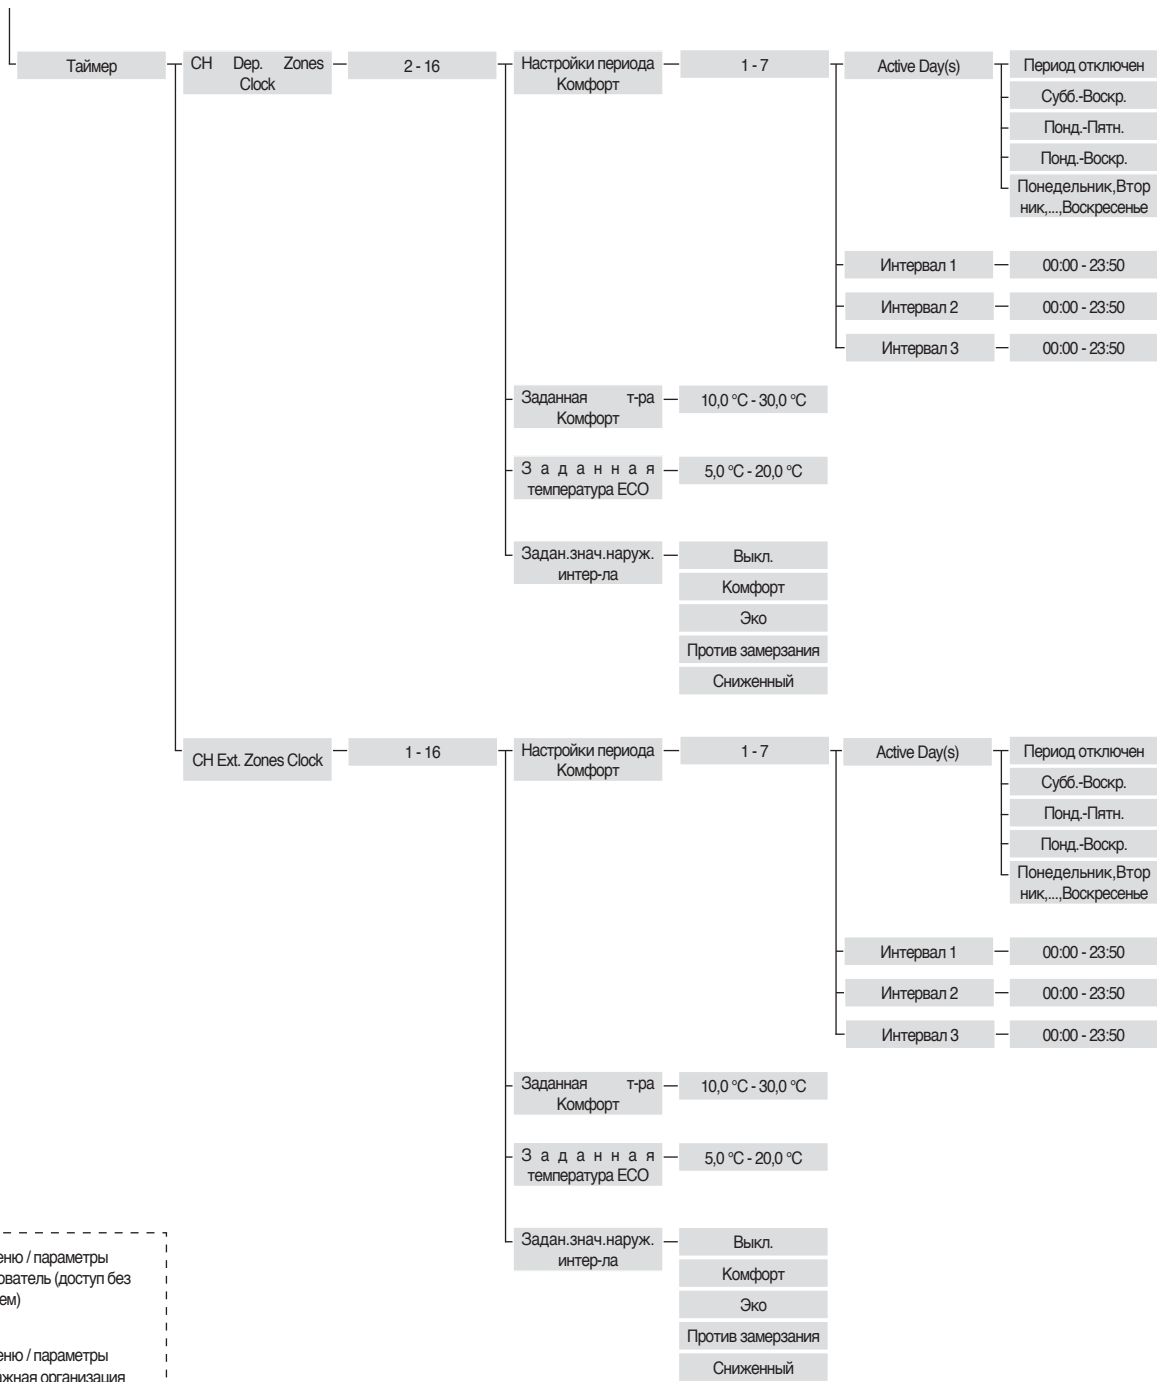 Таймер
CH Dep. Zones
Clock
2 - 16
Настройки периода
Комфорт
1 - 7
Active Day(s)
Период отключен
Субб.-Воскр.
Понд.-Пятн.
Понд.-Воскр.
Понедельник,Втор
ник,...,Воскресенье
Интервал 1
00:00 - 23:50
Интервал 2
00:00 - 23:50
Интервал 3
00:00 - 23:50
Заданная т-ра
Комфорт
10,0 °C - 30,0 °C
З а д а н н а я
температура ECO
5,0 °C - 20,0 °C
Задан.знач.наруж.
интер-ла
Выкл.
Комфорт
Эко
Против замерзания
Сниженный
CH Ext. Zones Clock
1 - 16
Настройки периода
Комфорт
1 - 7
Active Day(s)
Период отключен
Субб.-Воскр.
Понд.-Пятн.
Понд.-Воскр.
Понедельник,Втор
ник,...,Воскресенье
Интервал 1
00:00 - 23:50
Интервал 2
00:00 - 23:50
Интервал 3
00:00 - 23:50
Заданная т-ра
Комфорт
10,0 °C - 30,0 °C
З а д а н н а я
температура ECO
5,0 °C - 20,0 °C
Задан.знач.наруж.
интер-ла
Выкл.
Комфорт
Эко
Против замерзания
Сниженный
еню / параметры
ователь (доступ без
ем)
еню / параметры
ажная организация